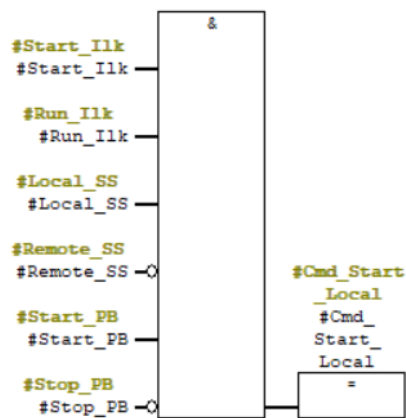 &
#Start_Ilk
#Start_Ilk
#Run_Ilk
#Run_Ilk
#Local_SS
#Local_SS
#Remote_SS
#Remote_SS
#Start_PB
#Start_PB
#Stop_PB
#Stop_PB
#Cmd_Start
_Local
#Cmd_
Start_
Local
=